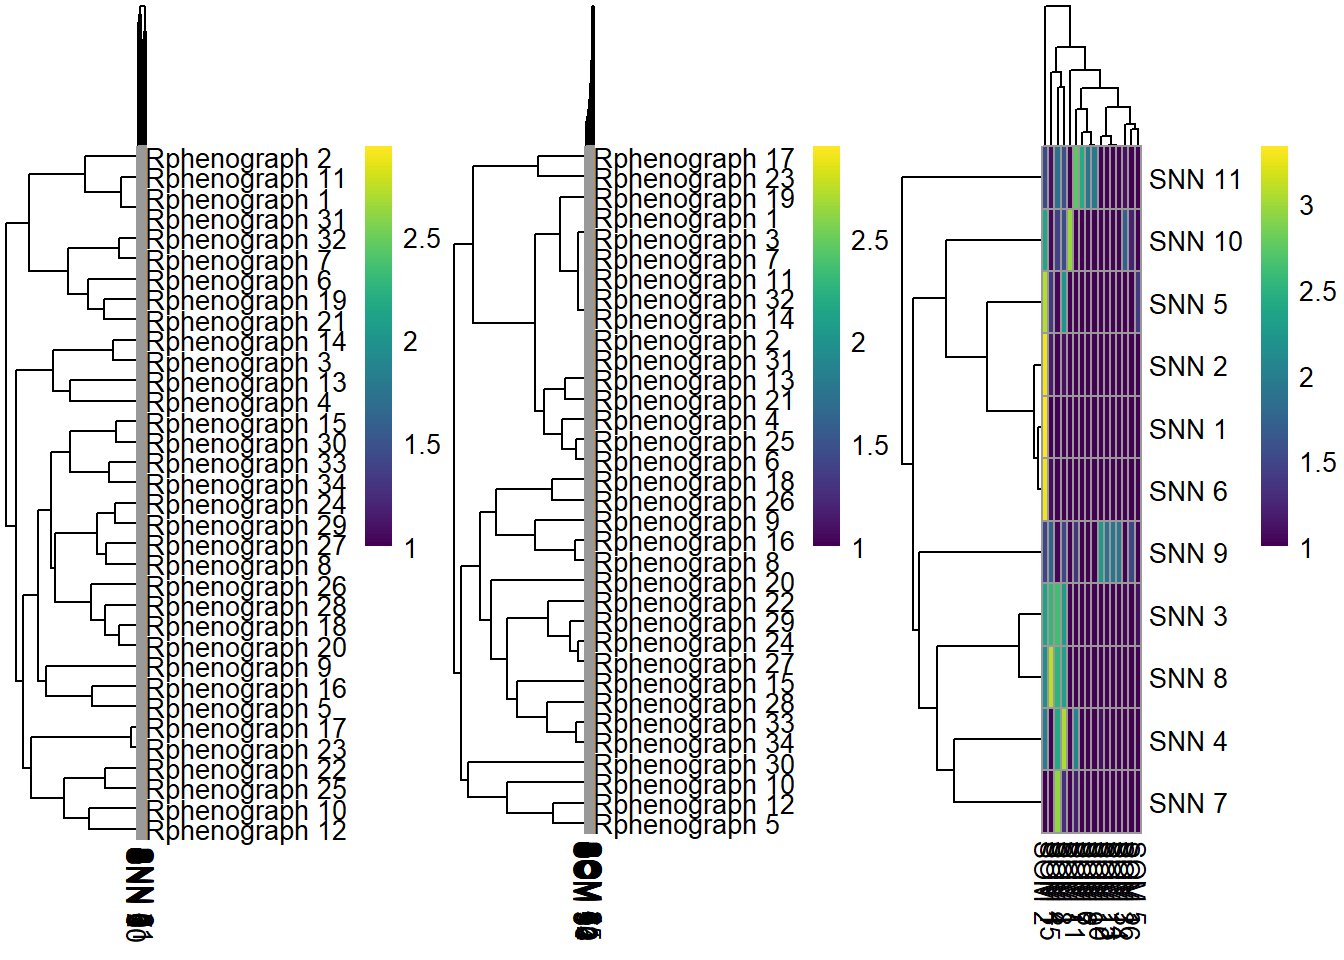 Rphenograph 2
Rphenograph 11
Rphenograph 1
Rphenograph 31
Rphenograph 32
Rphenograph 7
Rphenograph 6
Rphenograph 19
Rphenograph 21
Rphenograph 14
Rphenograph 3
Rphenograph 13
Rphenograph 4
Rphenograph 15
Rphenograph 30
Rphenograph 33
Rphenograph 34
Rphenograph 24
Rphenograph 29
Rphenograph 27
Rphenograph 8
Rphenograph 26
Rphenograph 28
Rphenograph 18
Rphenograph 20
Rphenograph 9
Rphenograph 16
Rphenograph 5
Rphenograph 17
Rphenograph 23
Rphenograph 22
Rphenograph 25
Rphenograph 10
Rphenograph 12
SNN
2.5
2
1.5
1
Rphenograph 17
Rphenograph 23
Rphenograph 19
Rphenograph 1
Rphenograph 3
Rphenograph 7
Rphenograph 11
Rphenograph 32
Rphenograph 14
Rphenograph 2
Rphenograph 31
Rphenograph 13
Rphenograph 21
Rphenograph 4
Rphenograph 25
Rphenograph 6
Rphenograph 18
Rphenograph 26
Rphenograph 9
Rphenograph 16
Rphenograph 8
Rphenograph 20
Rphenograph 22
Rphenograph 29
Rphenograph 24
Rphenograph 27
Rphenograph 15
Rphenograph 28
Rphenograph 33
Rphenograph 34
Rphenograph 30
Rphenograph 10
Rphenograph 12
Rphenograph 5
SOM
2.5
2
1.5
1
SNN 11
SNN 10
SNN 5
SNN 2
SNN 1
SNN 6
SNN 9
SNN 3
SNN 8
SNN 4
SNN 7
SOM 2
SOM 5
3
2.5
2
1.5
1